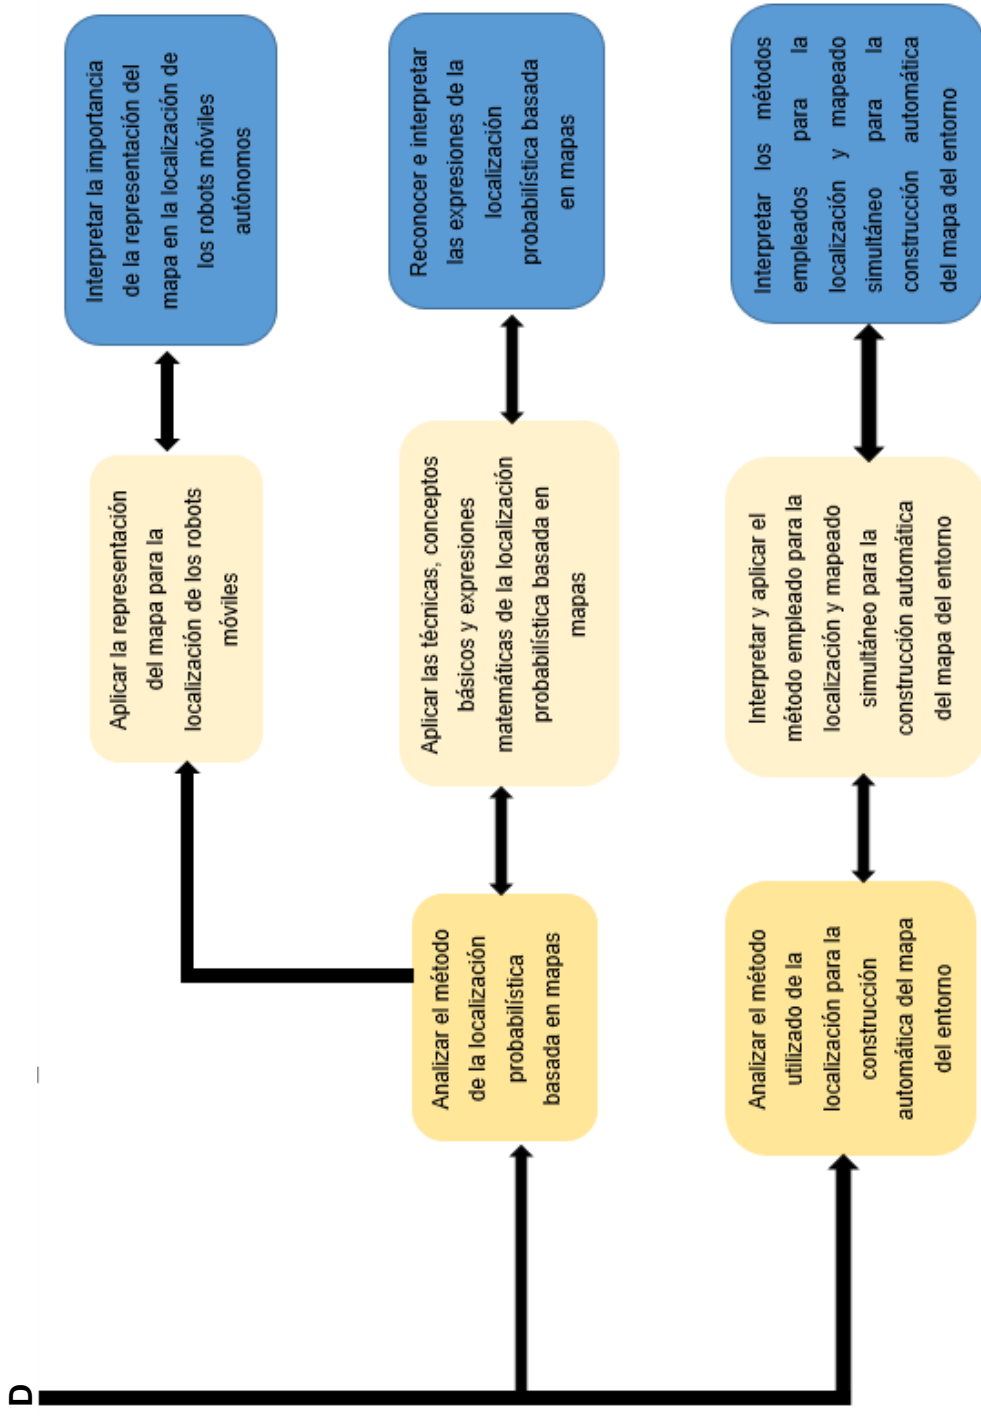 D
Interpretar la importancia
de la representación del
mapa en la localización de
los robots móviles
autónomos
Aplicar la representación
del mapa para la
localización de los robots
móviles
Reconocer e interpretar
las expresiones de la
localización
probabilística basada
en mapas
Aplicar las técnicas, conceptos
básicos y expresiones
matemáticas de la localización
probabilística basada en
mapas
Analizar el método
de la localización
probabilística
basada en mapas
Interpretar los métodos
empleados para la
localización y mapeado
simultáneo para la
construcción automática
del mapa del entorno
Interpretar y aplicar el
método empleado para la
localización y mapeado
simultáneo para la
construcción automática
del mapa del entorno
Analizar el método
utilizado de la
localización para la
construcción
automática del mapa
del entorno